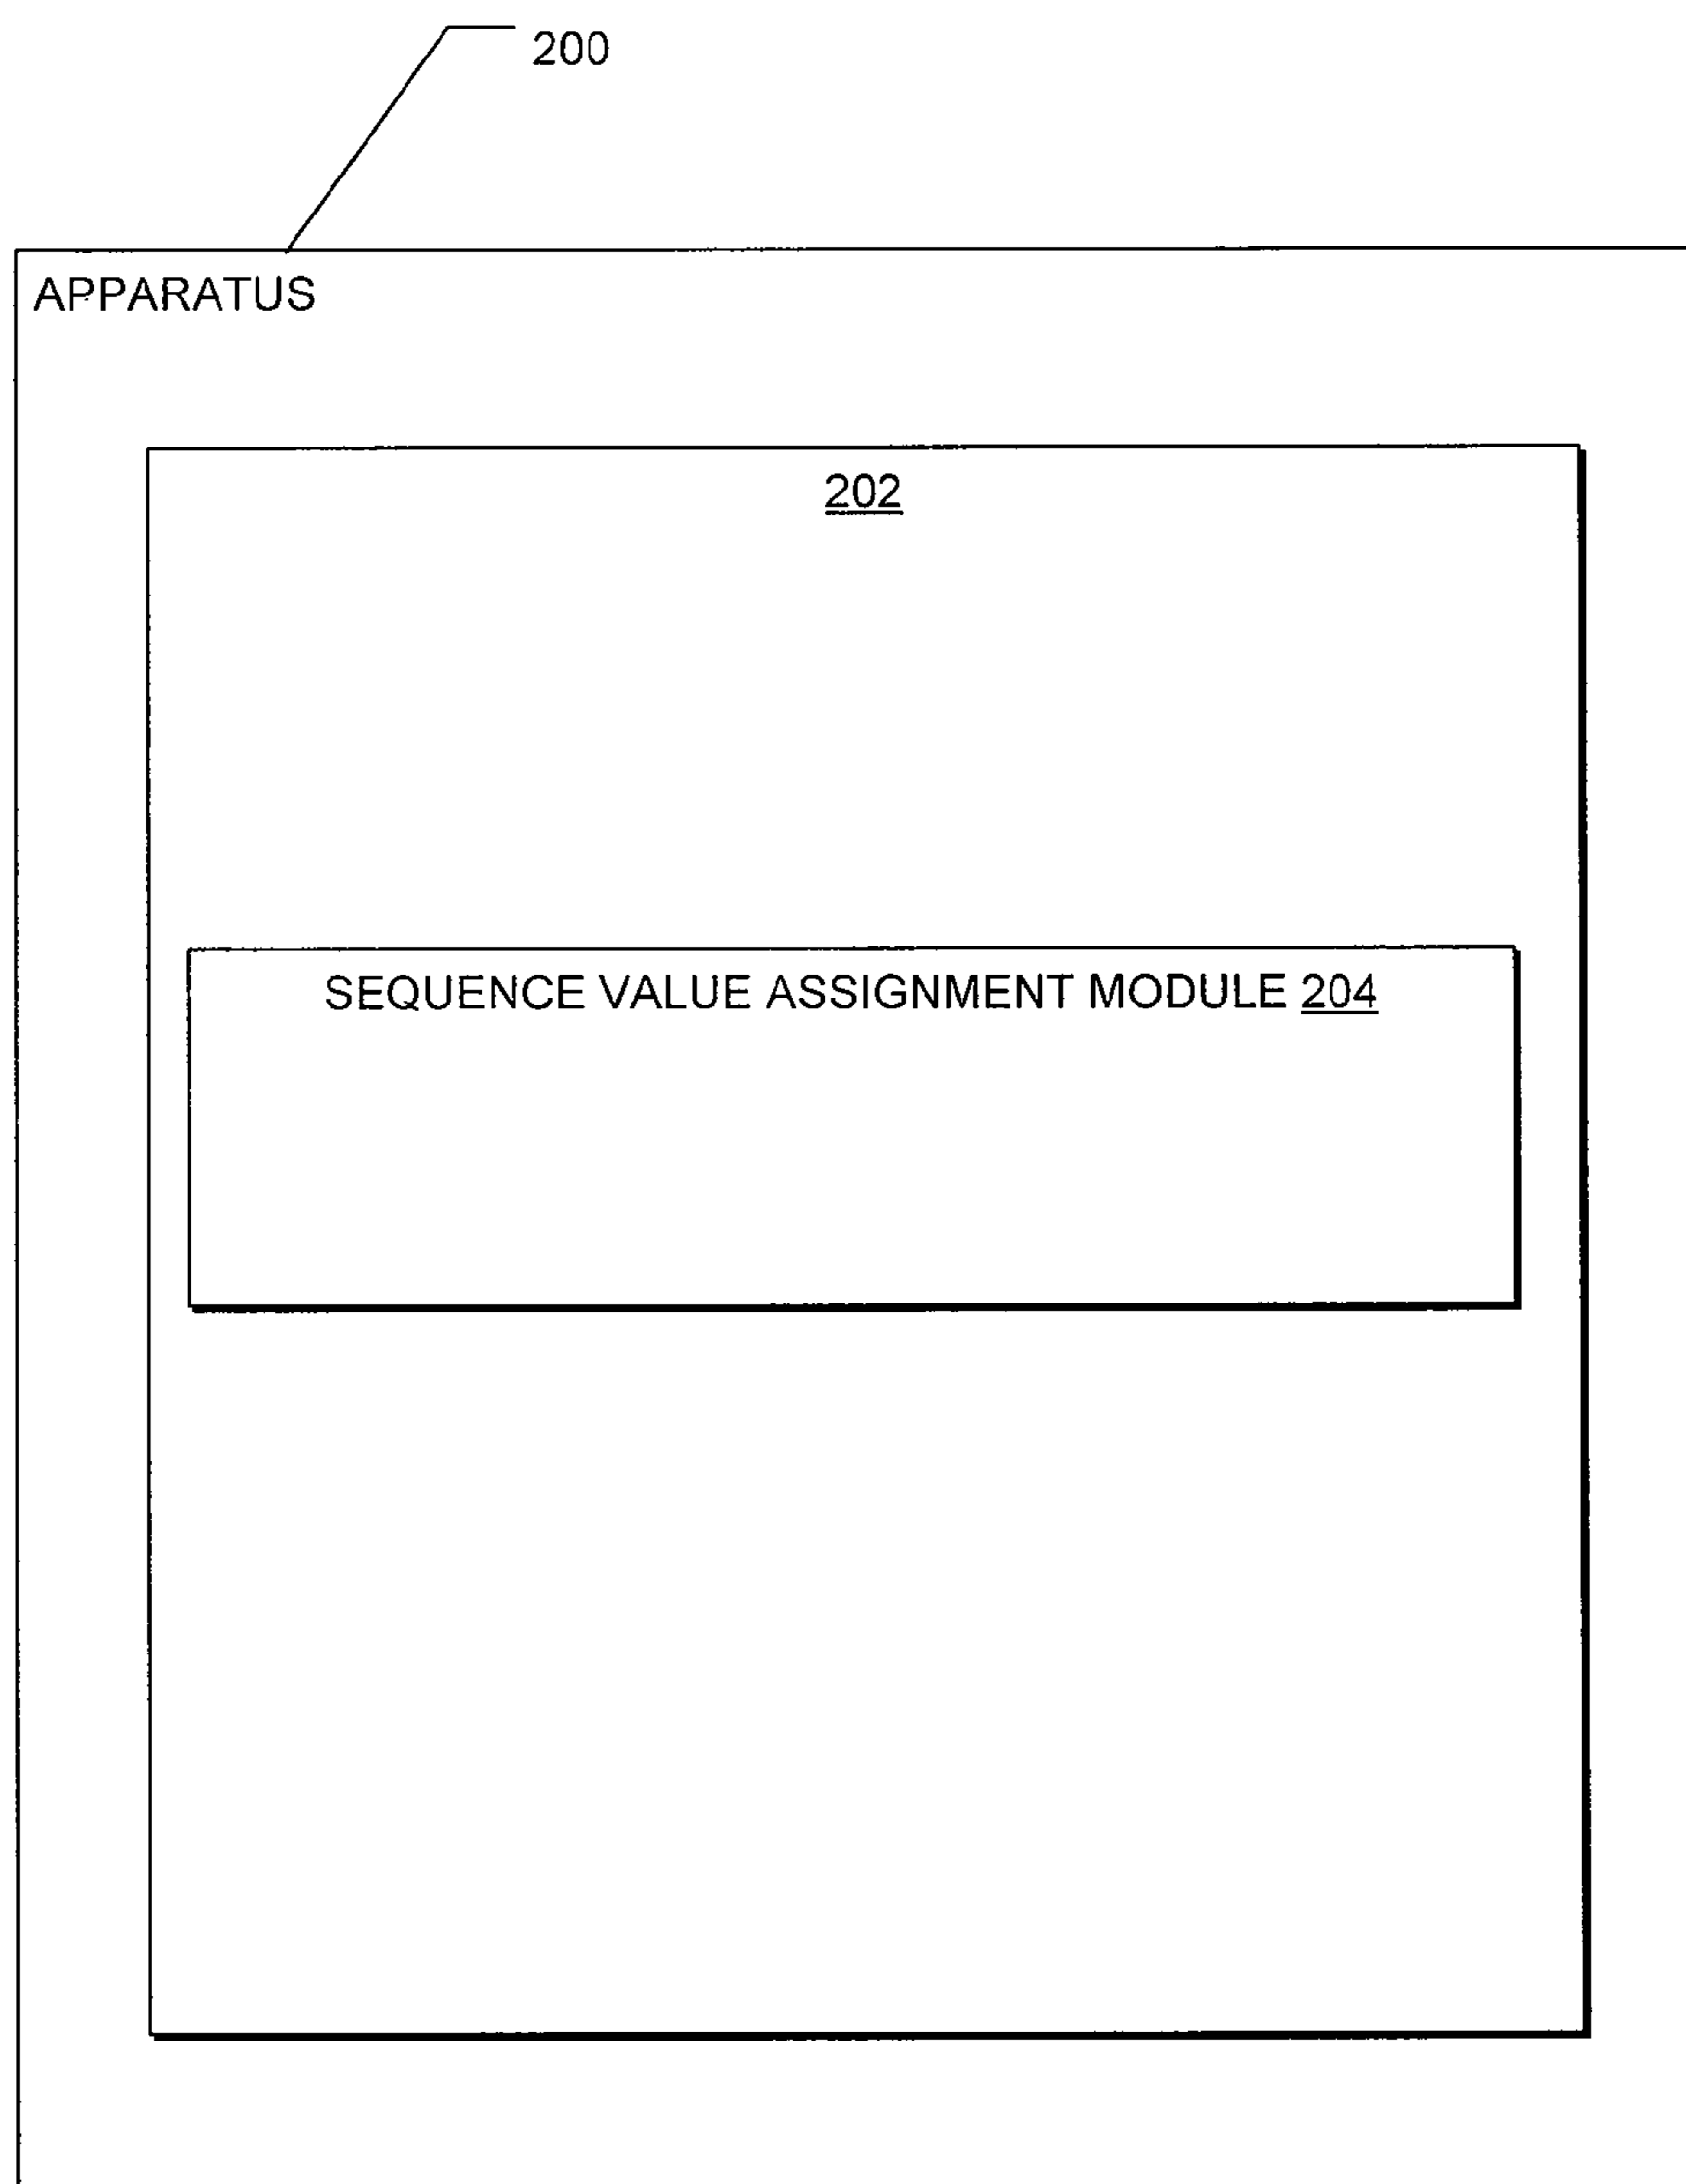 200
APPARATUS
202
SEQUENCE VALUE ASSIGNMENT MODULE 204